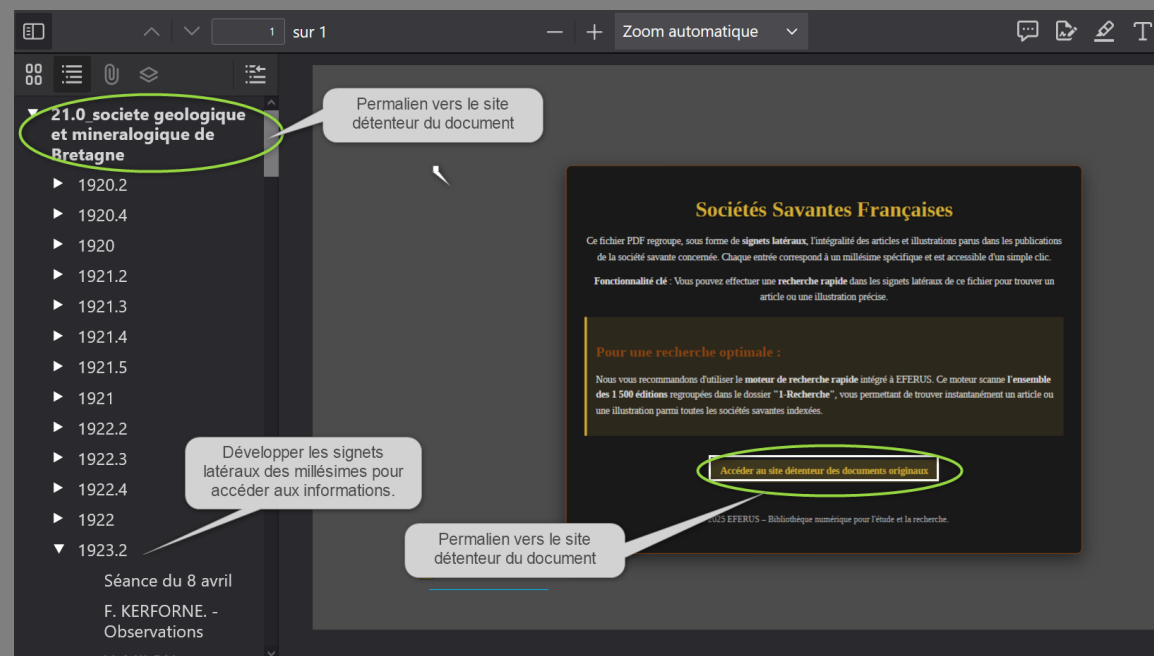 1 sur 1
Zoom automatique
21.0_societe geologique
et mineralogique de
Bretagne
1920.2
1920.4
1920
1921.2
1921.3
1921.4
1921.5
1921
1922.2
1922.3
1922.4
1922
1923.2
Séance du 8 avril
F. KERFORNE. -
Observations
Permalien vers le site
détenteur du document
Développer les signets
latéraux des millésimes pour
accéder aux informations.
Sociétés Savantes Françaises
Ce fichier PDF regroupe, sous forme de signets latéraux, l'intégralité des articles et illustrations parus dans les publications
de la société savante concernée. Chaque entrée correspond à un millésime spécifique et est accessible d'un simple clic.
Fonctionnalité clé : Vous pouvez effectuer une recherche rapide dans les signets latéraux de ce fichier pour trouver un
article ou une illustration précise.
Pour une recherche optimale :
Nous vous recommandons d'utiliser le moteur de recherche rapide intégré à EFERUS. Ce moteur scanne l'ensemble
des 1 500 éditions regroupées dans le dossier "1-Recherche", vous permettant de trouver instantanément un article ou
une illustration parmi toutes les sociétés savantes indexées.
Accéder au site détenteur des documents originaux
2025 EFERUS – Bibliothèque numérique pour l'étude et la recherche.
Permalien vers le site
détenteur du document